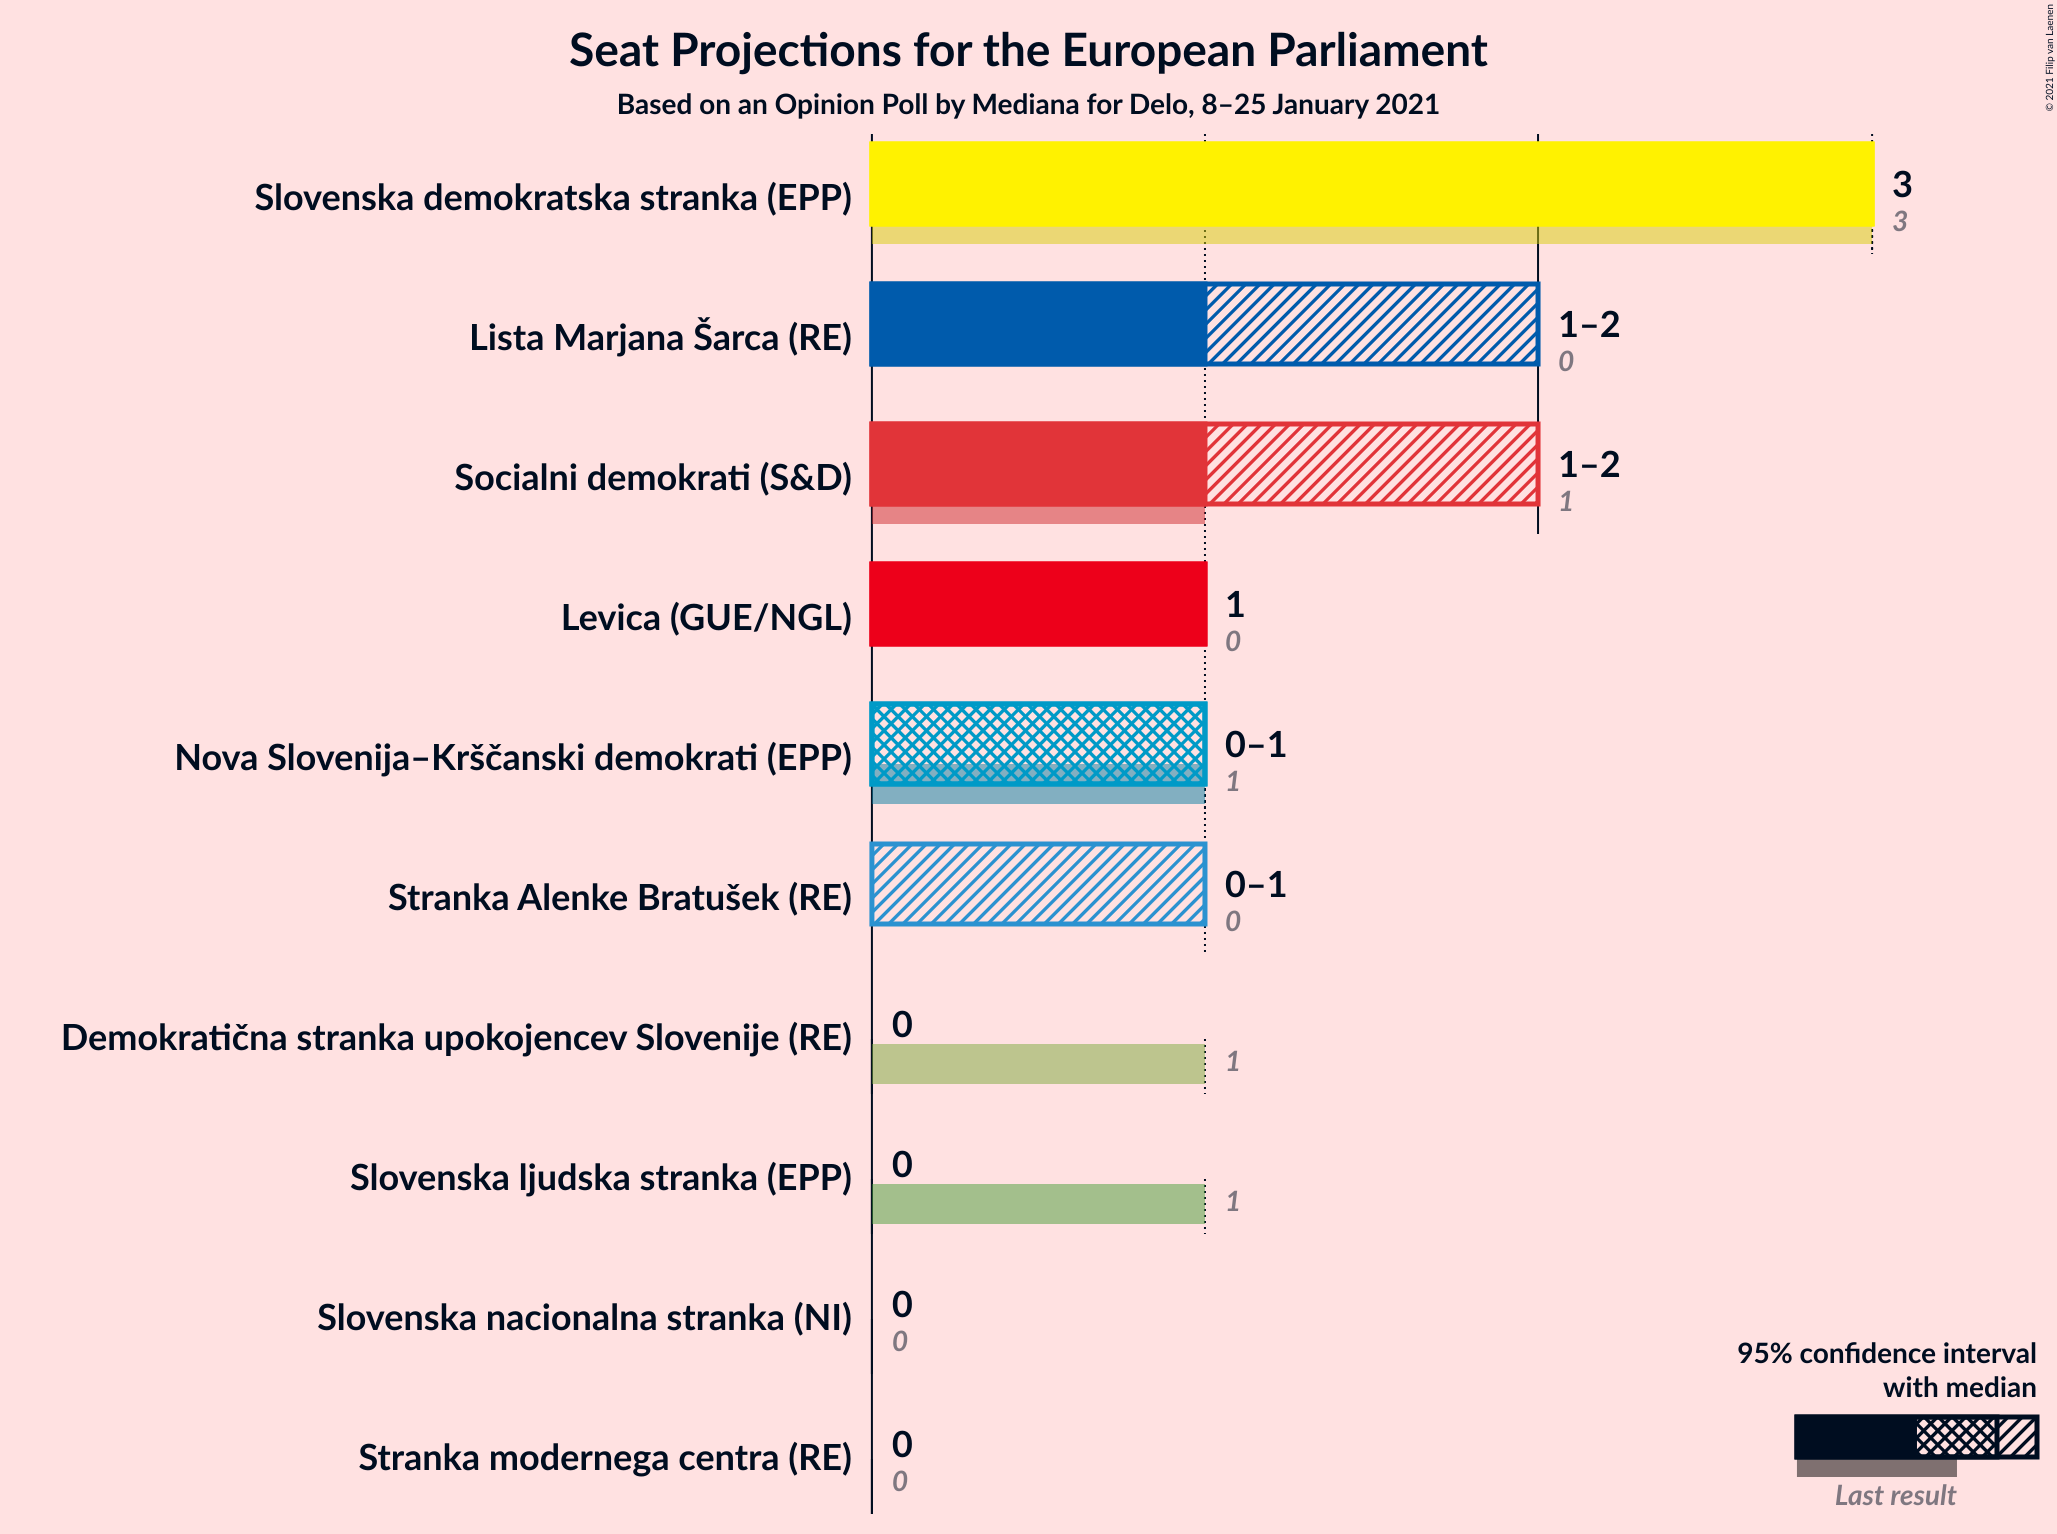 Seat Projections for the European Parliament
Based on an Opinion Poll by Mediana for Delo, 8–25 January 2021
© 2021 Filip van Laenen
Slovenska demokratska stranka (EPP)
3
3
Lista Marjana Šarca (RE)
1–2
0
Socialni demokrati (S&D)
1–2
1
Levica (GUE/NGL)
1
0
Nova Slovenija–Krščanski demokrati (EPP)
0–1
1
Stranka Alenke Bratušek (RE)
0–1
0
Demokratična stranka upokojencev Slovenije (RE)
0
1
Slovenska ljudska stranka (EPP)
0
1
Slovenska nacionalna stranka (NI)
0
0
Stranka modernega centra (RE)
0
0
95% confidence interval
with median
Last result